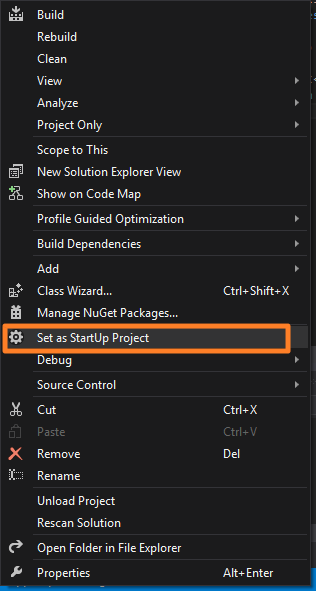 Build
Rebuild
Clean
View
Analyze
Project Only
Scope to This
New Solution Explorer View
Show on Code Map
Profile Guided Optimization
Build Dependencies
Add
Class Wizard... Ctrl+Shift+X
Manage NuGet Packages...
Set as StartUp Project
Debug
Source Control
Cut Ctrl+X
Paste Ctrl+V
Remove Del
Rename
Unload Project
Rescan Solution
Open Folder in File Explorer
Properties Alt+Enter